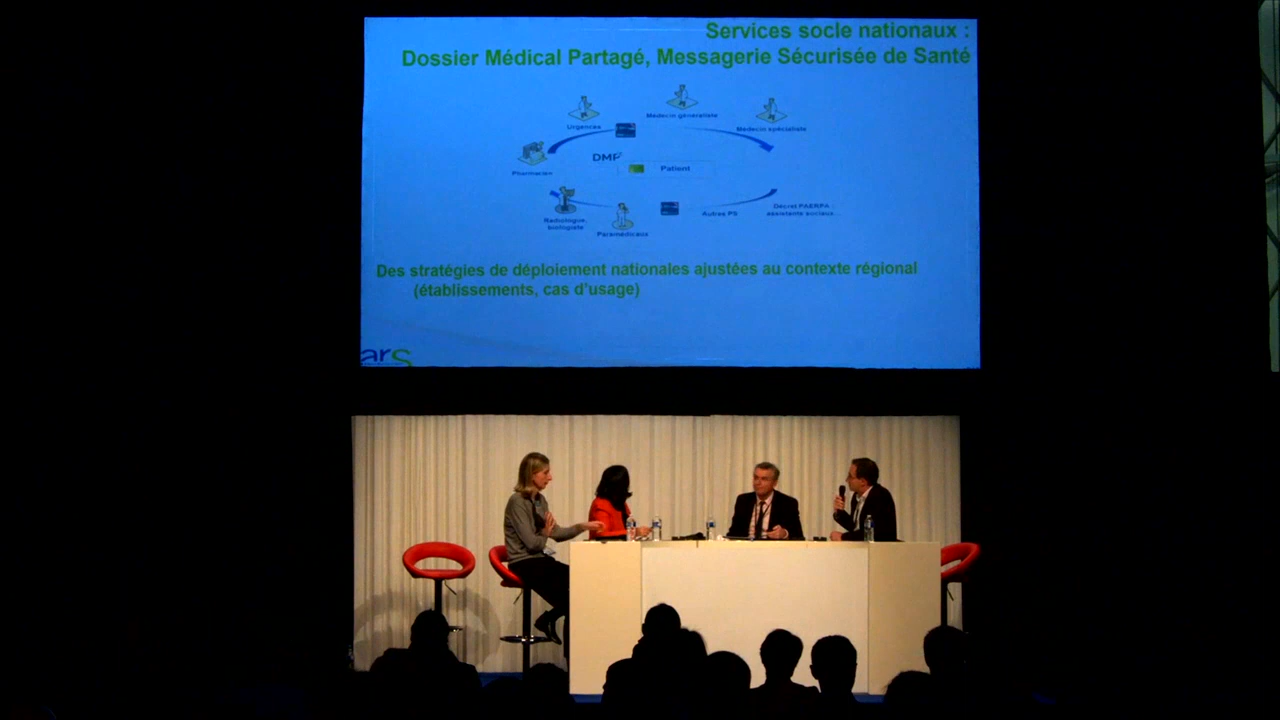 Services socle nationaux :
Dossier Médical Partagé, Messagerie Sécurisée de Santé
Médecin généraliste
Urgences
Médecin spécialiste
DMP
Pharmacien
Patient
Radiologue,
biologiste
Paramédicaux
Autres PS
Décret PAERPA :
assistante sociaux...
Des stratégies de déploiement nationales ajustées au contexte régional
(établissements, cas d'usage)
ars